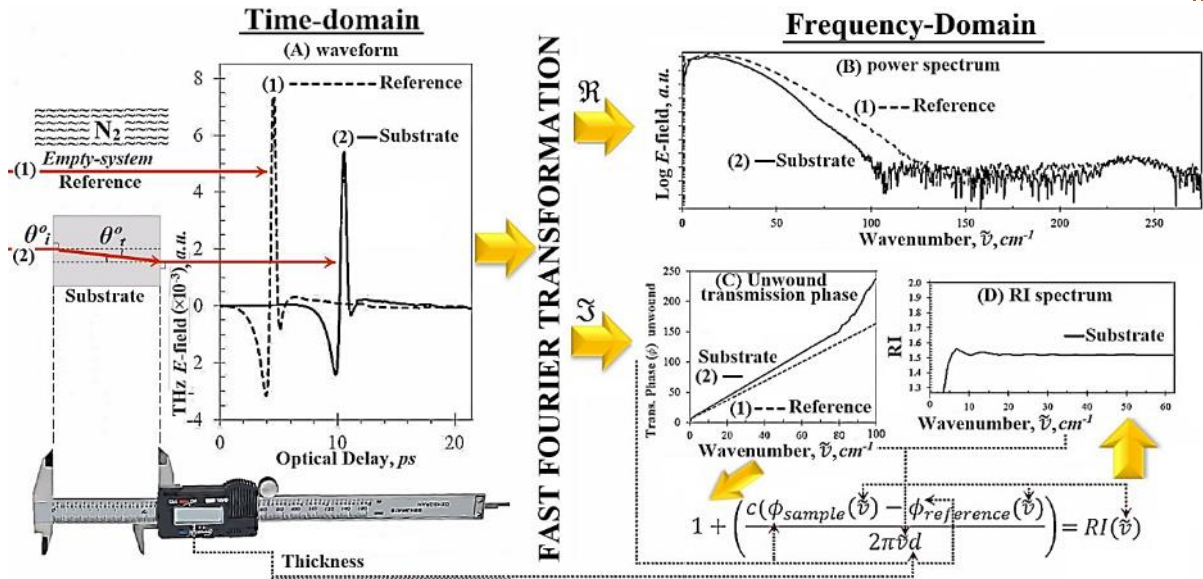 Time-domain
(A) waveform
(1) ---Reference
(2) —Substrate
N₂
Empty-system
(1)
Reference
θ°ᵢ
θ°ᵣ
(2)
Substrate
THz E-field (×10⁻³), a.u.
8
6
4
2
0
2
-4
0
10
20
Optical Delay, ps
Thickness
FAST FOURIER TRANSFORMATION
ℜ
ℑ
Frequency-Domain
(B) power spectrum
(1) --- Reference
(2) —Substrate
Log E-field, a.u.
0
50
100
150
200
250
Wavenumber, ṽ, cm⁻¹
(C) Unwound
transmission phase
Substrate
(2) —
(1) --- Reference
Trans. Phase (ϕ) unwound
250
200
150
100
50
0
0
20
40
60
80
100
Wavenumber, ṽ, cm⁻¹
(D) RI spectrum
—Substrate
RI
2.0
1.9
1.8
1.7
1.6
1.5
1.4
1.3
0
10
20
30
40
50
60
Wavenumber, ṽ, cm⁻¹
1 + (c(ϕsample(ṽ) − ϕreference(ṽ) / 2πṽd) = RI(ṽ)